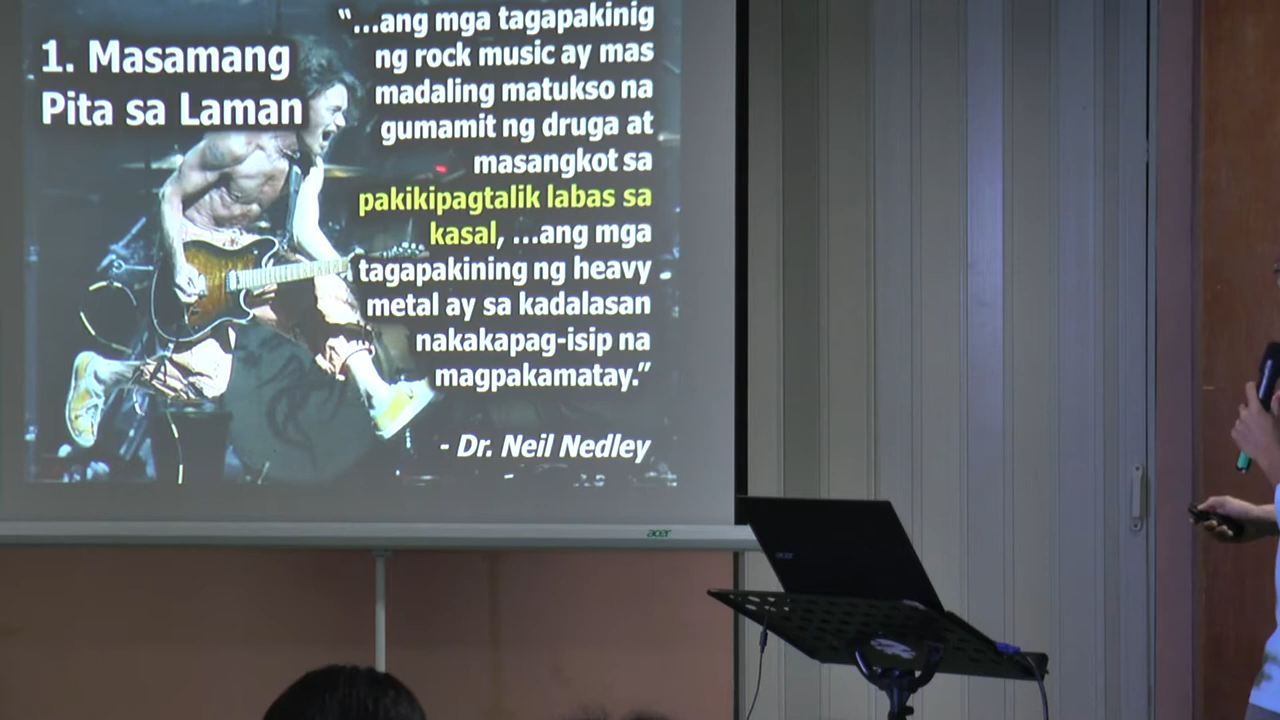 1. Masamang
Pita sa Laman
“...ang mga tagapakinig
ng rock music ay mas
madaling matukso na
gumamit ng druga at
masangkot sa
pakikipagtalik labas sa
kasal, ...ang mga
tagapakining ng heavy
metal ay sa kadalasan
nakakapag-isip na
magpakamatay.”
- Dr. Neil Nedley
acer
acer